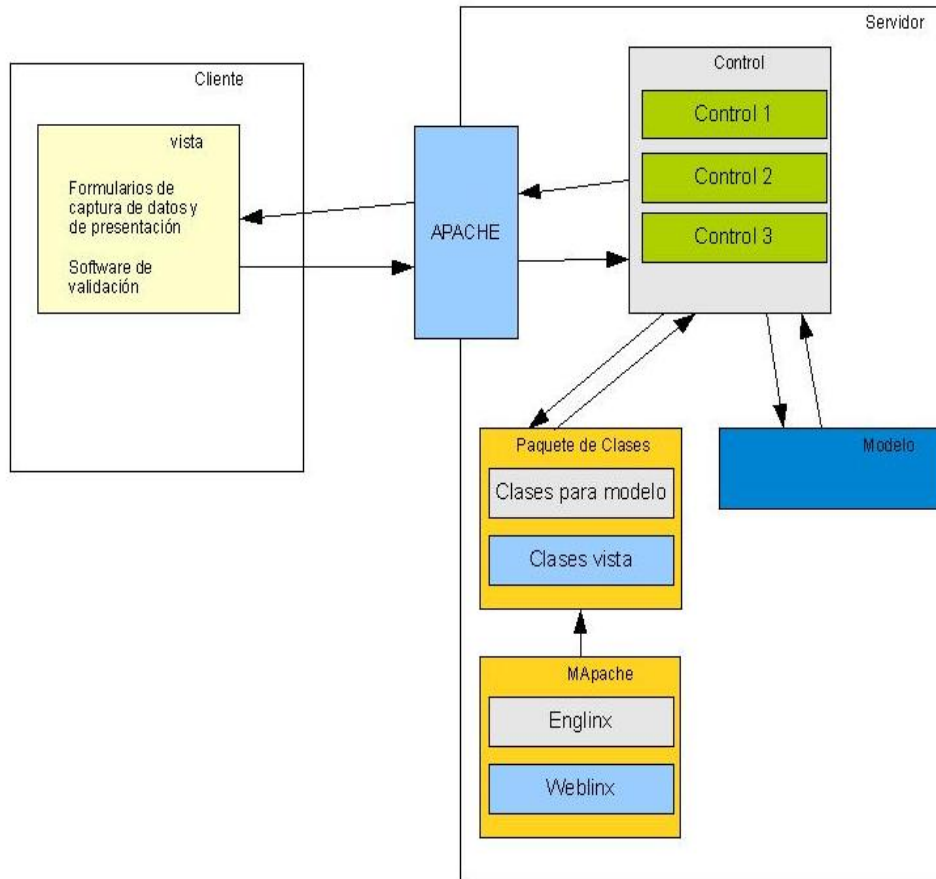 Servidor
Cliente
vista
Formularios de
captura de datos y
de presentación
Software de
validación
APACHE
Control
Control 1
Control 2
Control 3
Paquete de Clases
Clases para modelo
Clases vista
Modelo
MApache
Englinx
Weblinx